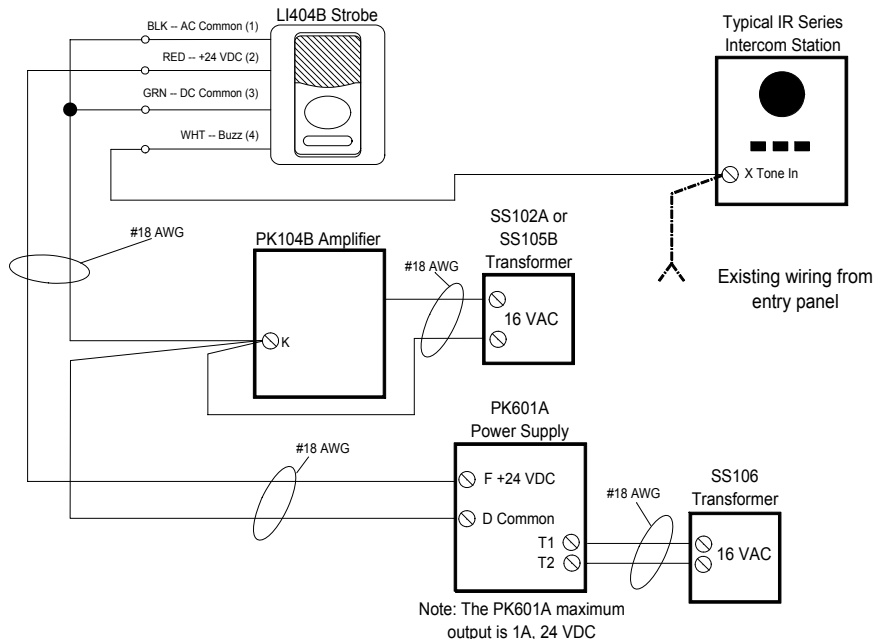 LI404B Strobe
BLK -- AC Common (1)
RED -- +24 VDC (2)
GRN -- DC Common (3)
WHT -- Buzz (4)
Typical IR Series
Intercom Station
X Tone In
Existing wiring from
entry panel
#18 AWG
PK104B Amplifier
K
#18 AWG
SS102A or
SS105B
Transformer
16 VAC
#18 AWG
PK601A
Power Supply
F +24 VDC
D Common
T1
T2
#18 AWG
SS106
Transformer
16 VAC
Note: The PK601A maximum
output is 1A, 24 VDC